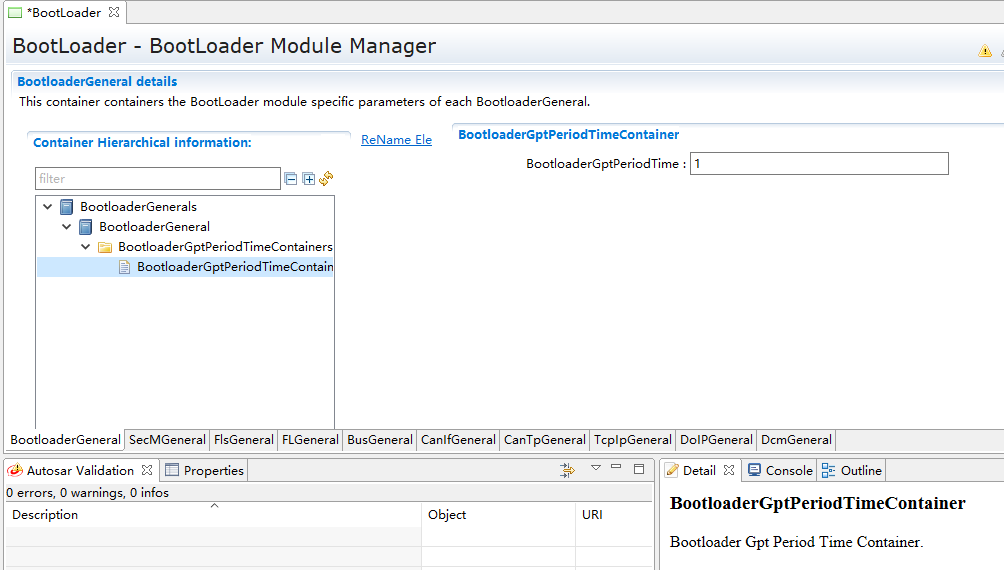 *BootLoader
BootLoader - BootLoader Module Manager
BootloaderGeneral details
This container containers the BootLoader module specific parameters of each BootloaderGeneral.
Container Hierarchical information:
ReName Ele
BootloaderGptPeriodTimeContainer
BootloaderGptPeriodTime : 1
filter
BootloaderGenerals
BootloaderGeneral
BootloaderGptPeriodTimeContainers
BootloaderGptPeriodTimeContain
BootloaderGeneral SecMGeneral FlsGeneral FLGeneral BusGeneral CanIfGeneral CanTpGeneral TcpIpGeneral DoIPGeneral DcmGeneral
Autosar Validation Properties
0 errors, 0 warnings, 0 infos
Description Object URI
Detail Console Outline
BootloaderGptPeriodTimeContainer
Bootloader Gpt Period Time Container.